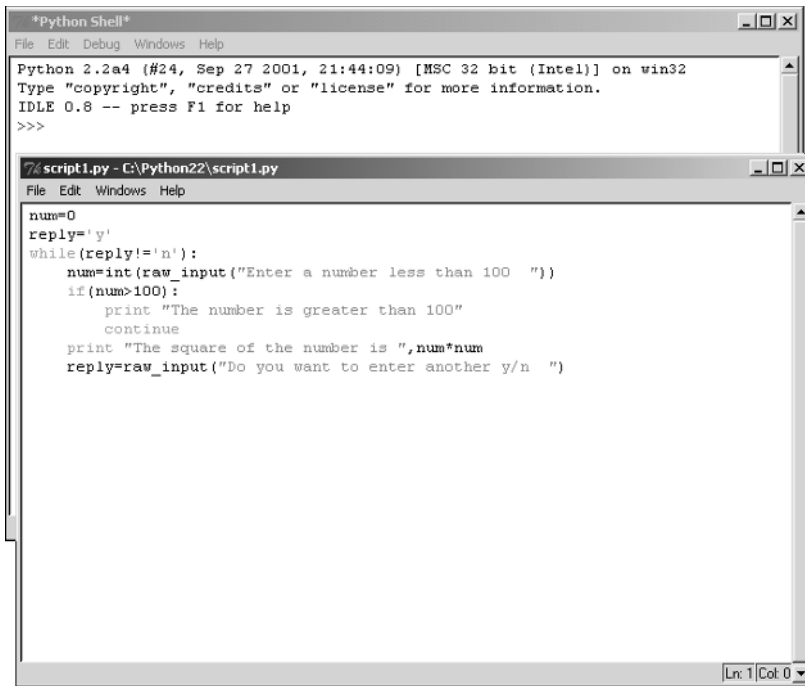 *Python Shell*
File Edit Debug Windows Help
Python 2.2a4 (#24, Sep 27 2001, 21:44:09) [MSC 32 bit (Intel)] on win32
Type "copyright", "credits" or "license" for more information.
IDLE 0.8 -- press F1 for help
>>>
script1.py - C:\Python22\script1.py
File Edit Windows Help
num=0
reply='y'
while(reply!='n'):
    num=int(raw_input("Enter a number less than 100  "))
    if(num>100):
        print "The number is greater than 100"
        continue
    print "The square of the number is ",num*num
    reply=raw_input("Do you want to enter another y/n  ")
Ln: 1 Col: 0